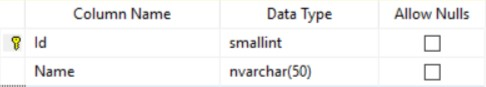 Column Name Data Type Allow Nulls
Id smallint
Name nvarchar(50)